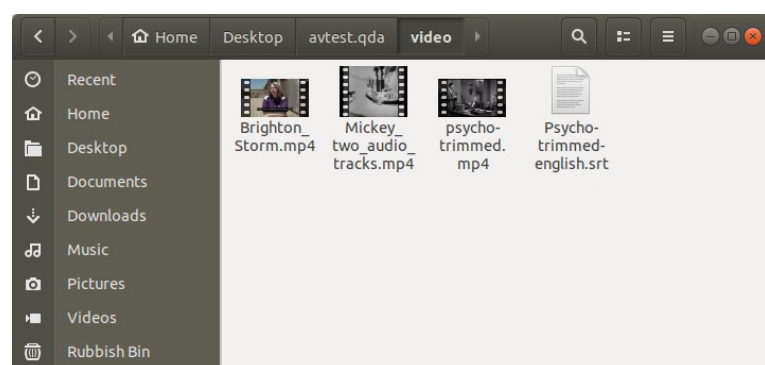 Home Desktop avtest.qda video
Recent
Home
Desktop
Documents
Downloads
Music
Pictures
Videos
Rubbish Bin
Brighton_
Storm.mp4
Mickey_
two_audio_
tracks.mp4
psycho-
trimmed.
mp4
Psycho-
trimmed-
english.srt